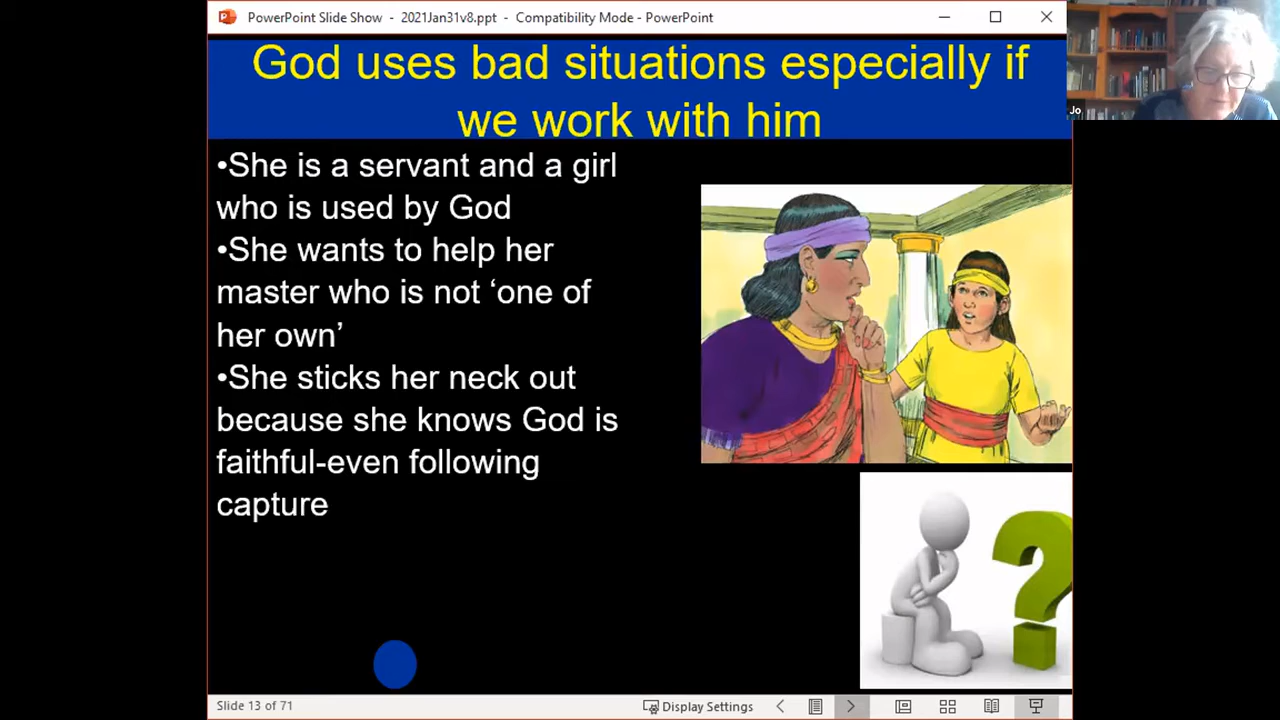 PowerPoint Slide Show - 2021Jan31v8.ppt - Compatibility Mode - PowerPoint
God uses bad situations especially if
we work with him
Jo
•She is a servant and a girl
who is used by God
•She wants to help her
master who is not ‘one of
her own’
•She sticks her neck out
because she knows God is
faithful-even following
capture
?
Slide 13 of 71
Display Settings